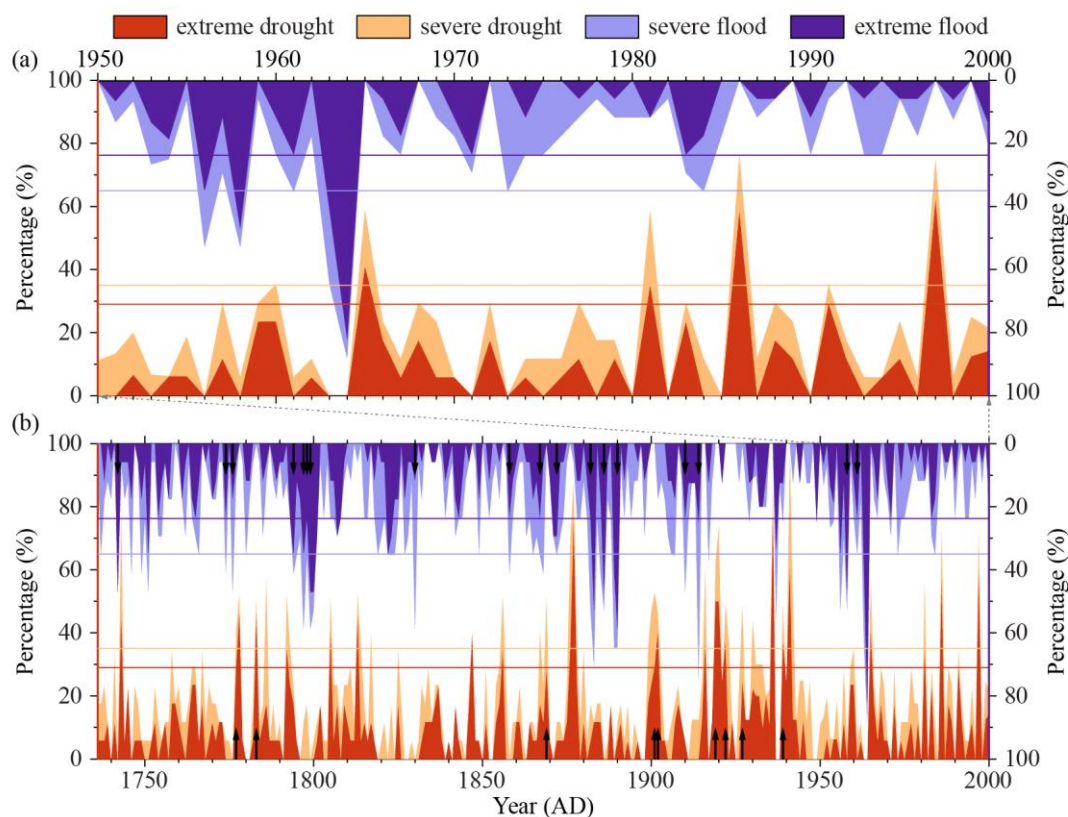 extreme drought severe drought severe flood extreme flood
(a) 1950 1960 1970 1980 1990 2000
100 0
80 20
60 40
40 60
20 80
0 100
Percentage (%)
Percentage (%)
(b)
100 0
80 20
60 40
40 60
20 80
0 100
Percentage (%)
Percentage (%)
1750 1800 1850 1900 1950 2000
Year (AD)